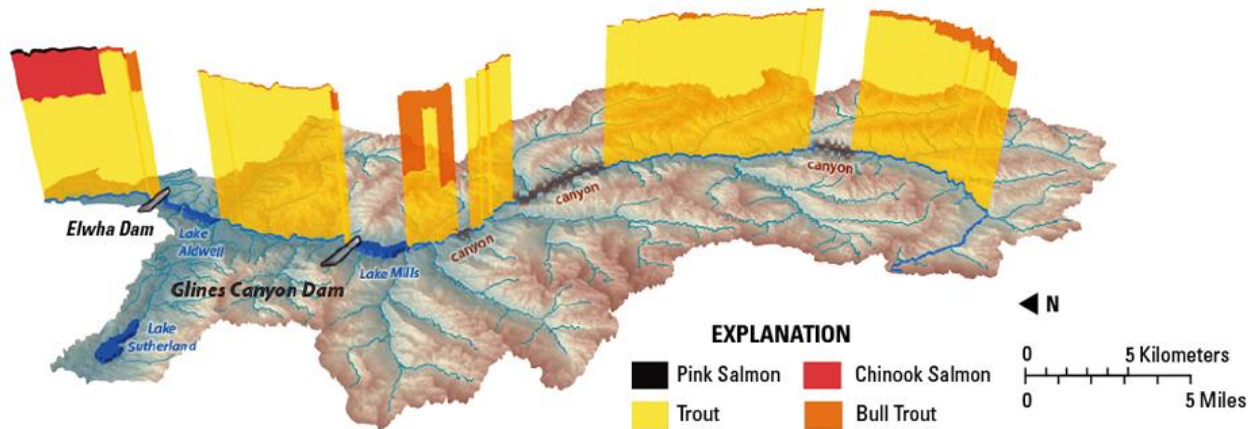 Elwha Dam
Lake
Aldwell
Glines Canyon Dam
Lake Mills
canyon
canyon
canyon
Lake
Sutherland
N
EXPLANATION
Pink Salmon
Chinook Salmon
Trout
Bull Trout
0 5 Kilometers
0 5 Miles